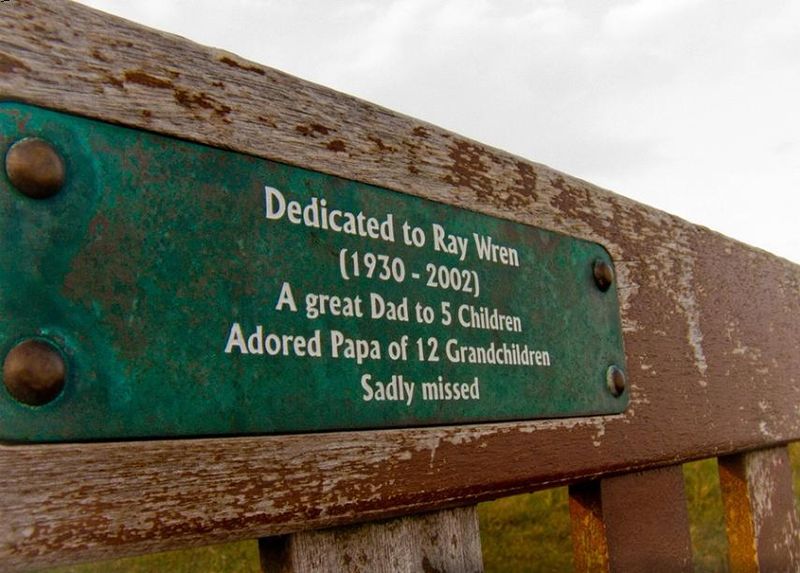 Dedicated to Ray Wren
(1930 - 2002)
A great Dad to 5 Children
Adored Papa of 12 Grandchildren
Sadly missed